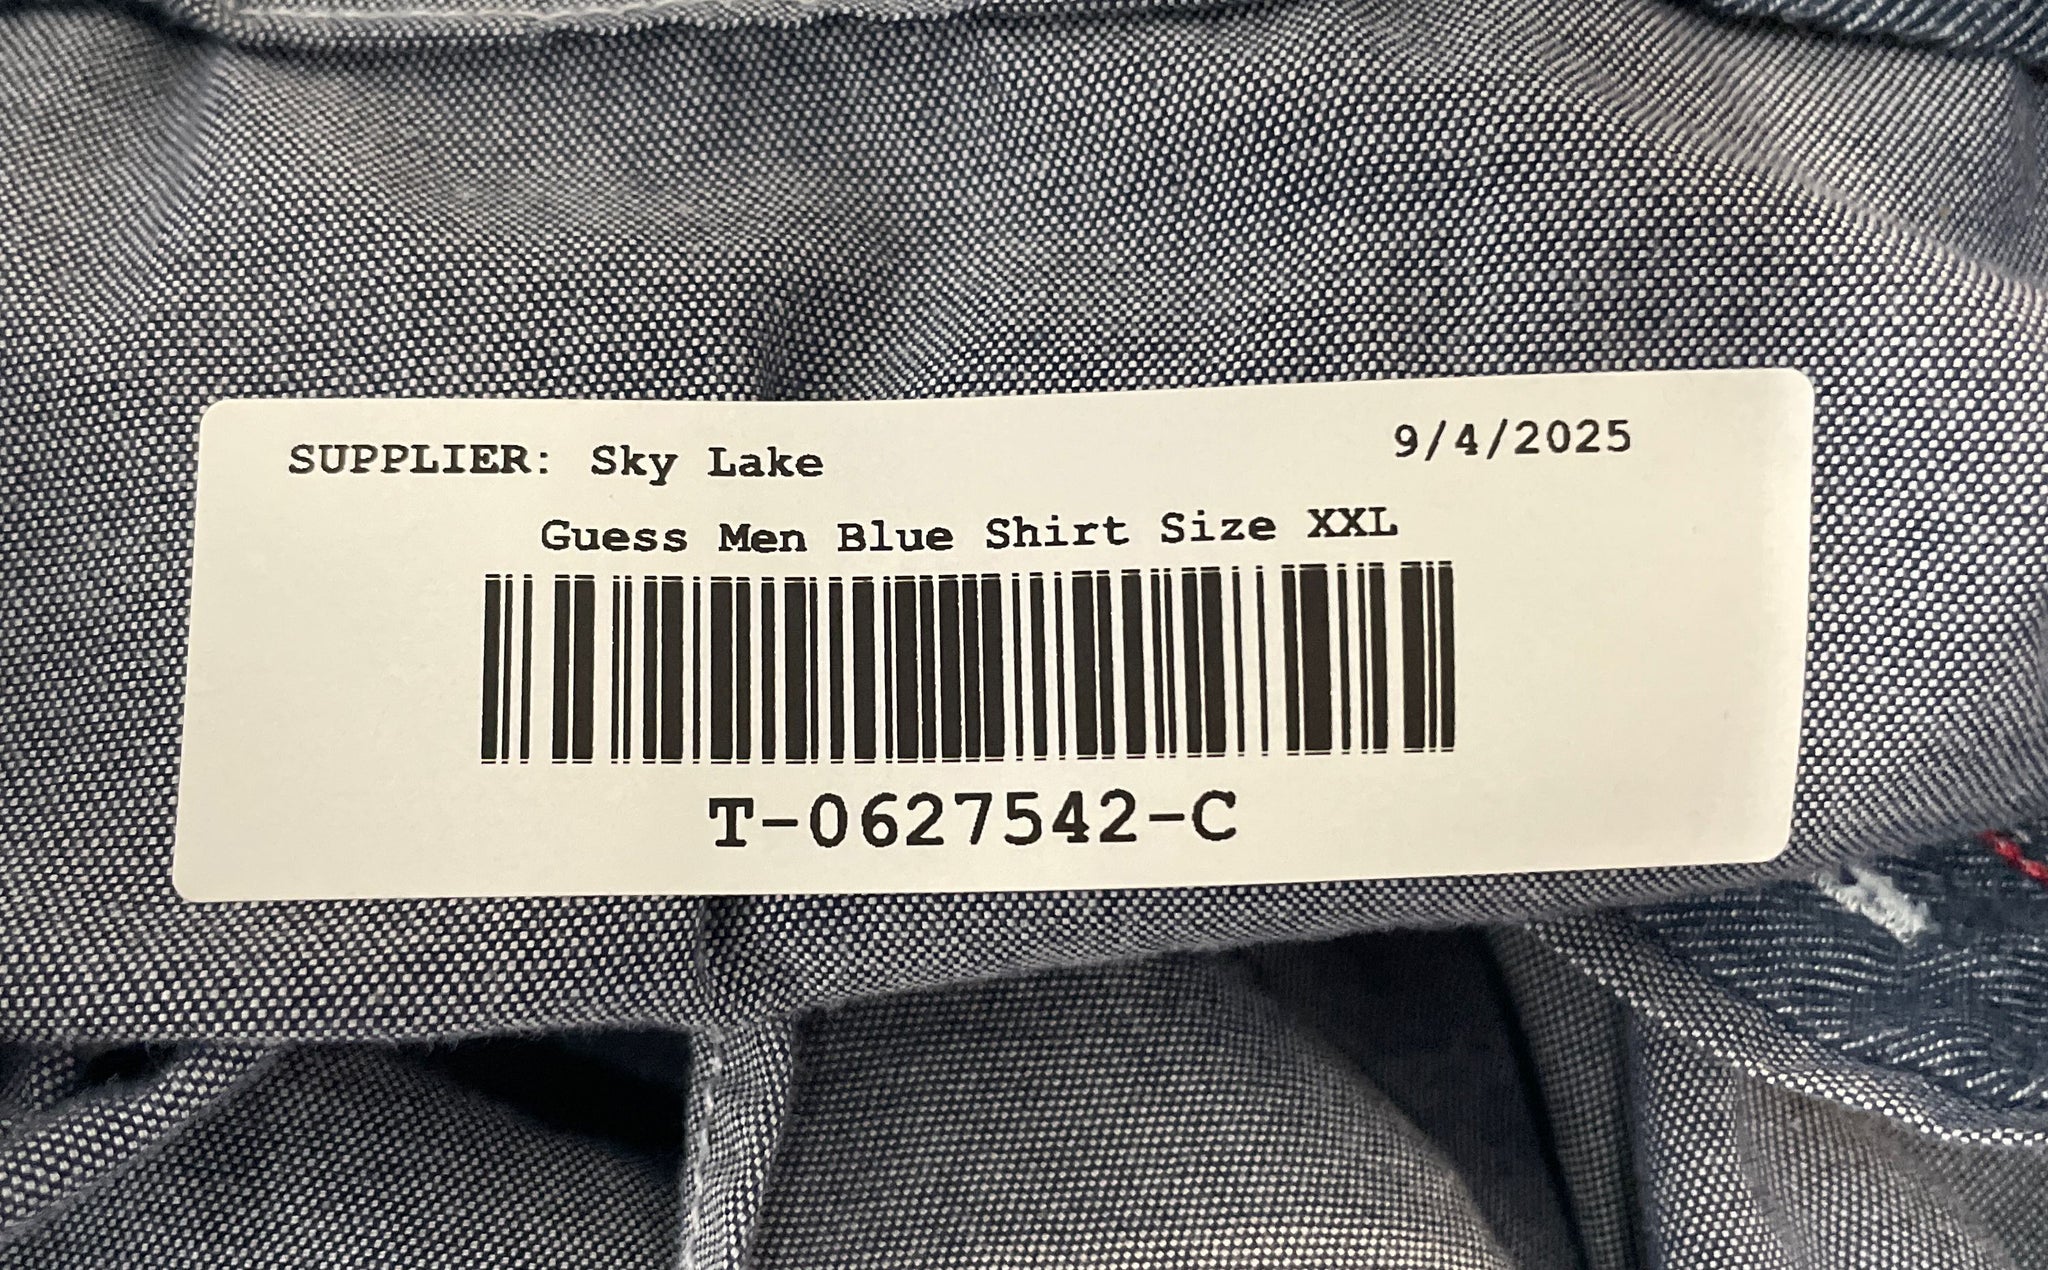 SUPPLIER: Sky Lake 9/4/2025
Guess Men Blue Shirt Size XXL
T-0627542-C